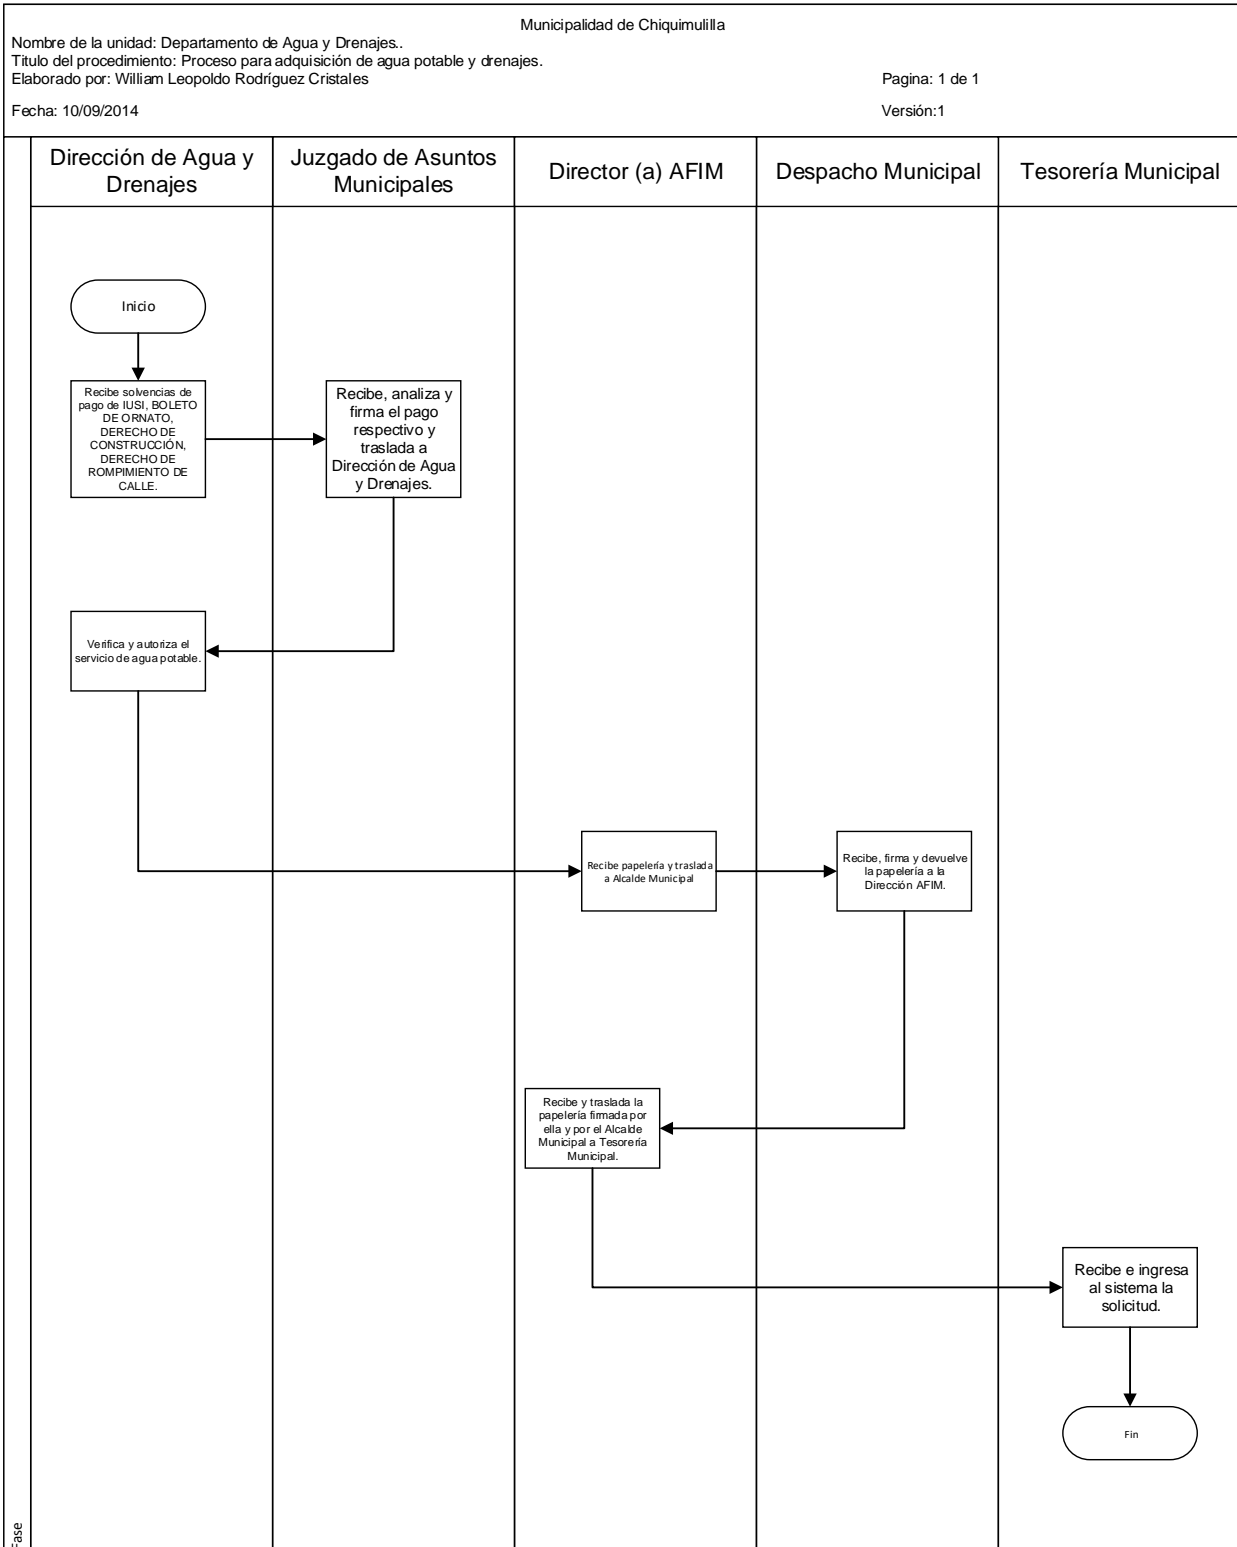 Municipalidad de Chiquimulilla
Nombre de la unidad: Departamento de Agua y Drenajes..
Titulo del procedimiento: Proceso para adquisición de agua potable y drenajes.
Elaborado por: William Leopoldo Rodríguez Cristales
Pagina: 1 de 1
Fecha: 10/09/2014
Versión:1
Dirección de Agua y
Drenajes
Juzgado de Asuntos
Municipales
Director (a) AFIM
Despacho Municipal
Tesorería Municipal
Inicio
Recibe solvencias de
pago de IUSI, BOLETO
DE ORNATO,
DERECHO DE
CONSTRUCCIÓN,
DERECHO DE
ROMPIMIENTO DE
CALLE.
Recibe, analiza y
firma el pago
respectivo y
traslada a
Dirección de Agua
y Drenajes.
Verifica y autoriza el
servicio de agua potable.
Recibe papelería y traslada
a Alcalde Municipal
Recibe, firma y devuelve
la papelería a la
Dirección AFIM.
Recibe y traslada la
papelería firmada por
ella y por el Alcalde
Municipal a Tesorería
Municipal.
Recibe e ingresa
al sistema la
solicitud.
Fin
Fase